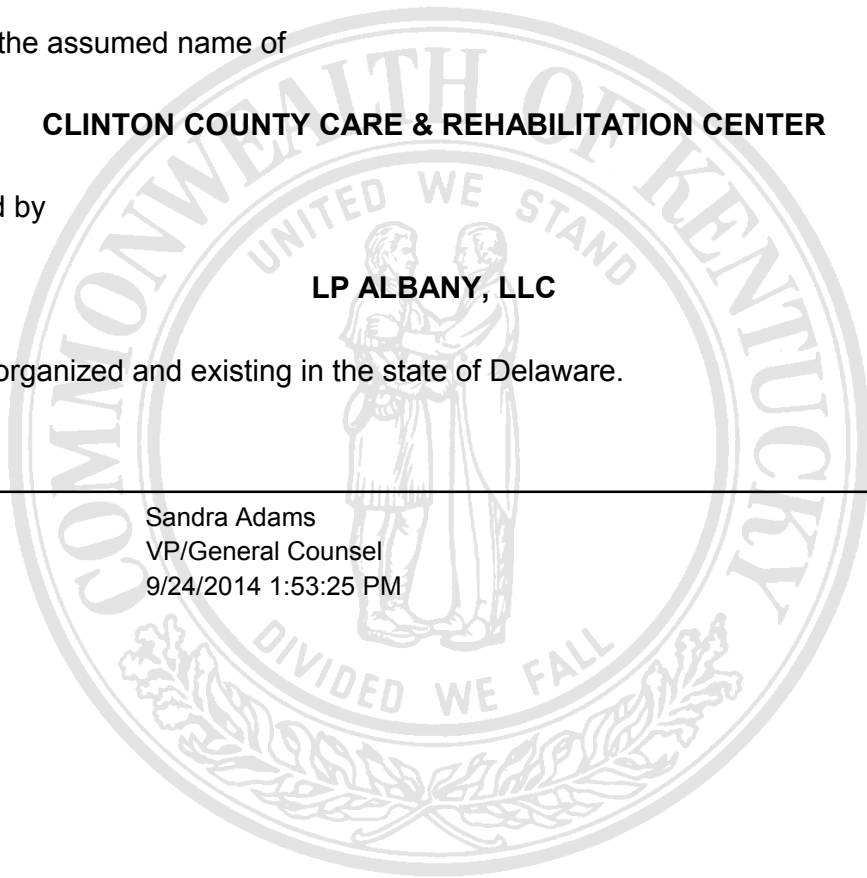 the assumed name of
CLINTON COUNTY CARE & REHABILITATION CENTER
d by
LP ALBANY, LLC
organized and existing in the state of Delaware.
Sandra Adams
VP/General Counsel
9/24/2014 1:53:25 PM
COMMONWEALTH OF KENTUCKY
UNITED WE STAND
DIVIDED WE FALL